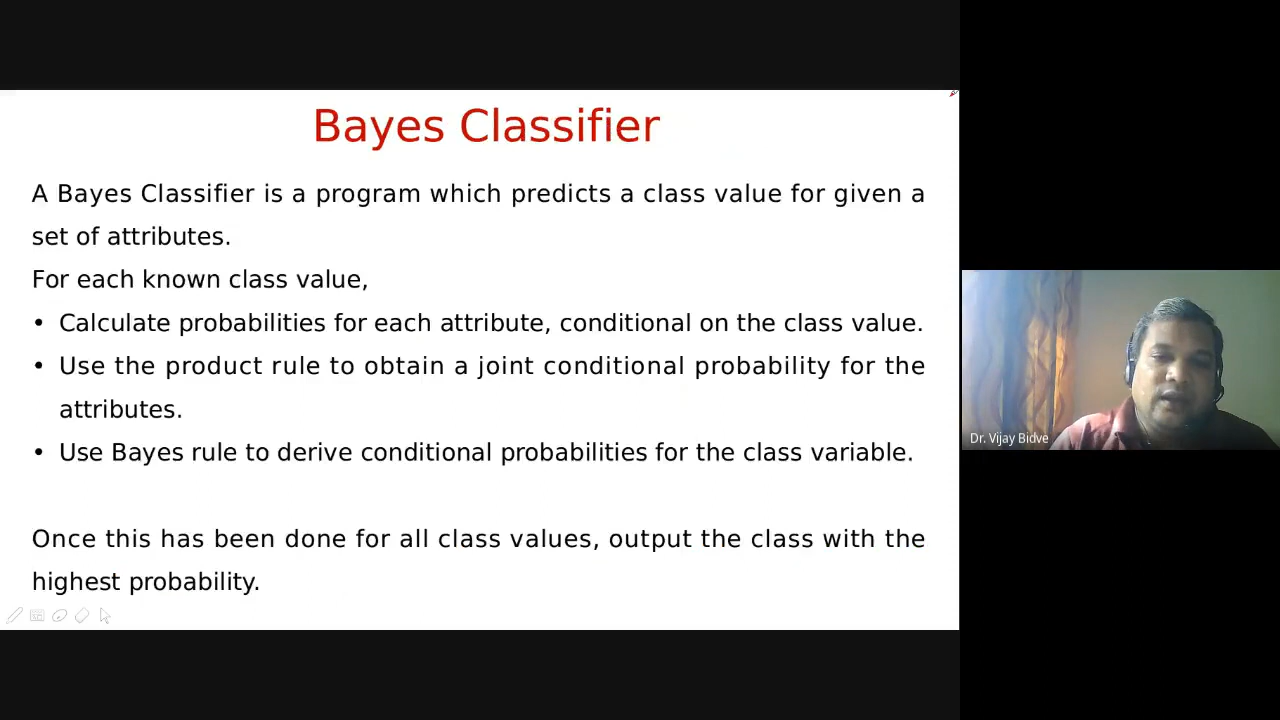 Bayes Classifier
A Bayes Classifier is a program which predicts a class value for given a
set of attributes.
For each known class value,
• Calculate probabilities for each attribute, conditional on the class value.
• Use the product rule to obtain a joint conditional probability for the
attributes.
• Use Bayes rule to derive conditional probabilities for the class variable.
Once this has been done for all class values, output the class with the
highest probability.
Dr. Vijay Bidve